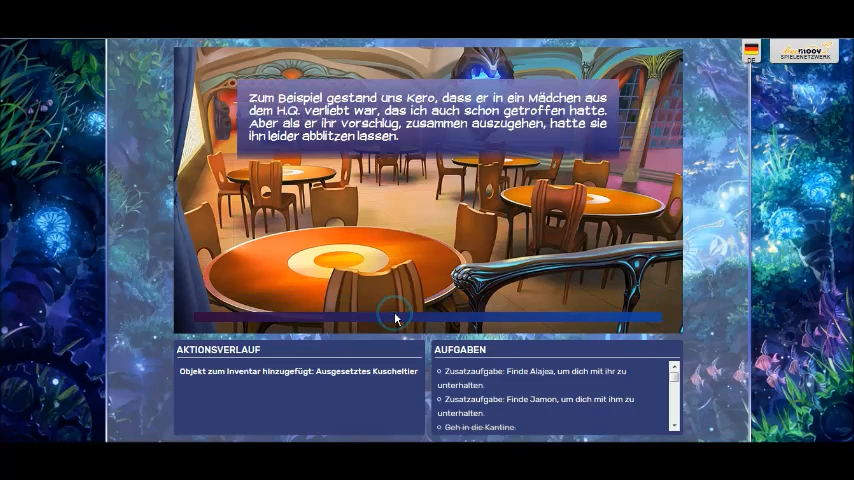 DE
moov
SPIELENETZWERK
Zum Beispiel gestand uns Kero, dass er in ein Mädchen aus
dem H.Q. verliebt war, das ich auch schon getroffen hatte.
Aber als er ihr vorschlug, zusammen auszugehen, hatte sie
ihn leider abblitzen lassen.
AKTIONSVERLAUF
Objekt zum Inventar hinzugefügt: Ausgesetztes Kuscheltier
AUFGABEN
Zusatzaufgabe: Finde Alajea, um dich mit ihr zu
unterhalten.
Zusatzaufgabe: Finde Jamon, um dich mit ihm zu
unterhalten.
Geh in die Kantine.